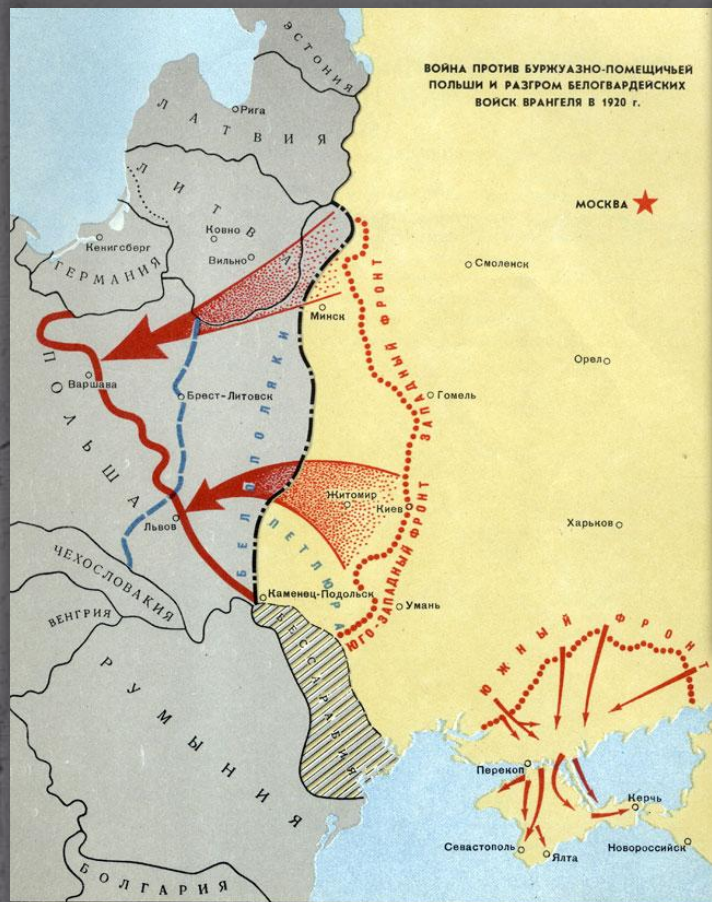 ВОЙНА ПРОТИВ БУРЖУАЗНО-ПОМЕЩИЧЬЕЙ
ПОЛЬШИ И РАЗГРОМ БЕЛОГВАРДЕЙСКИХ
ВОЙСК ВРАНГЕЛЯ В 1920 г.
ЭСТОНИЯ
Рига
ЛАТВИЯ
ЛИТВА
МОСКВА
Ковно
Кенигсберг
Вильно
Смоленск
ГЕРМАНИЯ
Минск
ЗАПАДНЫЙ ФРОНТ
Орел
Варшава
Брест-Литовск
Гомель
ПОЛЬША
БЕЛОПОЛЯКИ
Житомир
Киев
Львов
Харьков
ПЕТЛЮРА
ЧЕХОСЛОВАКИЯ
Каменец-Подольск
Умань
ВЕНГРИЯ
ЮГО-ЗАПАДНЫЙ ФРОНТ
БЕССАРАБИЯ
ЮЖНЫЙ ФРОНТ
РУМЫНИЯ
Перекоп
Керчь
Севастополь
Ялта
Новороссийск
БОЛГАРИЯ